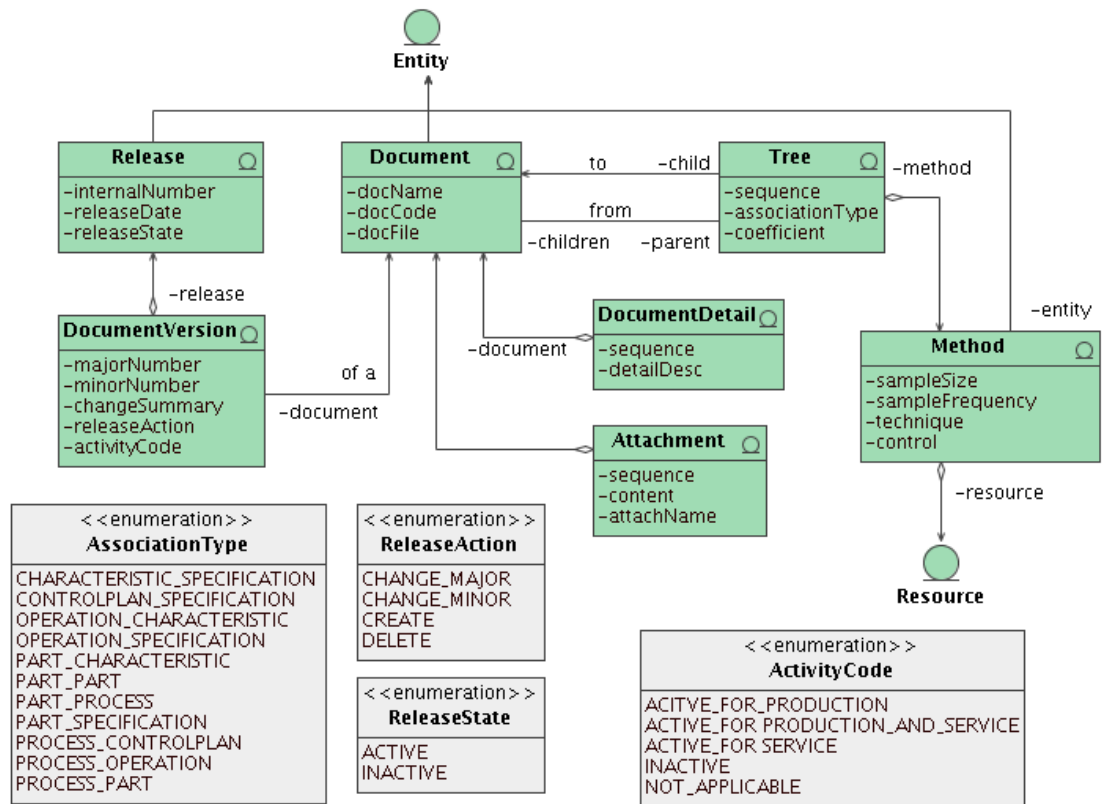 Entity
Release
-internalNumber
-releaseDate
-releaseState
Document
-docName
-docCode
-docFile
to
-child
from
-children
-parent
Tree
-sequence
-associationType
-coefficient
-method
-release
DocumentVersion
-majorNumber
-minorNumber
-changeSummary
-releaseAction
-activityCode
of a
-document
-document
DocumentDetail
-sequence
-detailDesc
-entity
Method
-sampleSize
-sampleFrequency
-technique
-control
Attachment
-sequence
-content
-attachName
-resource
Resource
<<enumeration>>
AssociationType
CHARACTERISTIC_SPECIFICATION
CONTROLPLAN_SPECIFICATION
OPERATION_CHARACTERISTIC
OPERATION_SPECIFICATION
PART_CHARACTERISTIC
PART_PART
PART_PROCESS
PART_SPECIFICATION
PROCESS_CONTROLPLAN
PROCESS_OPERATION
PROCESS_PART
<<enumeration>>
ReleaseAction
CHANGE_MAJOR
CHANGE_MINOR
CREATE
DELETE
<<enumeration>>
ReleaseState
ACTIVE
INACTIVE
<<enumeration>>
ActivityCode
ACITVE_FOR_PRODUCTION
ACTIVE_FOR PRODUCTION_AND_SERVICE
ACTIVE_FOR SERVICE
INACTIVE
NOT_APPLICABLE